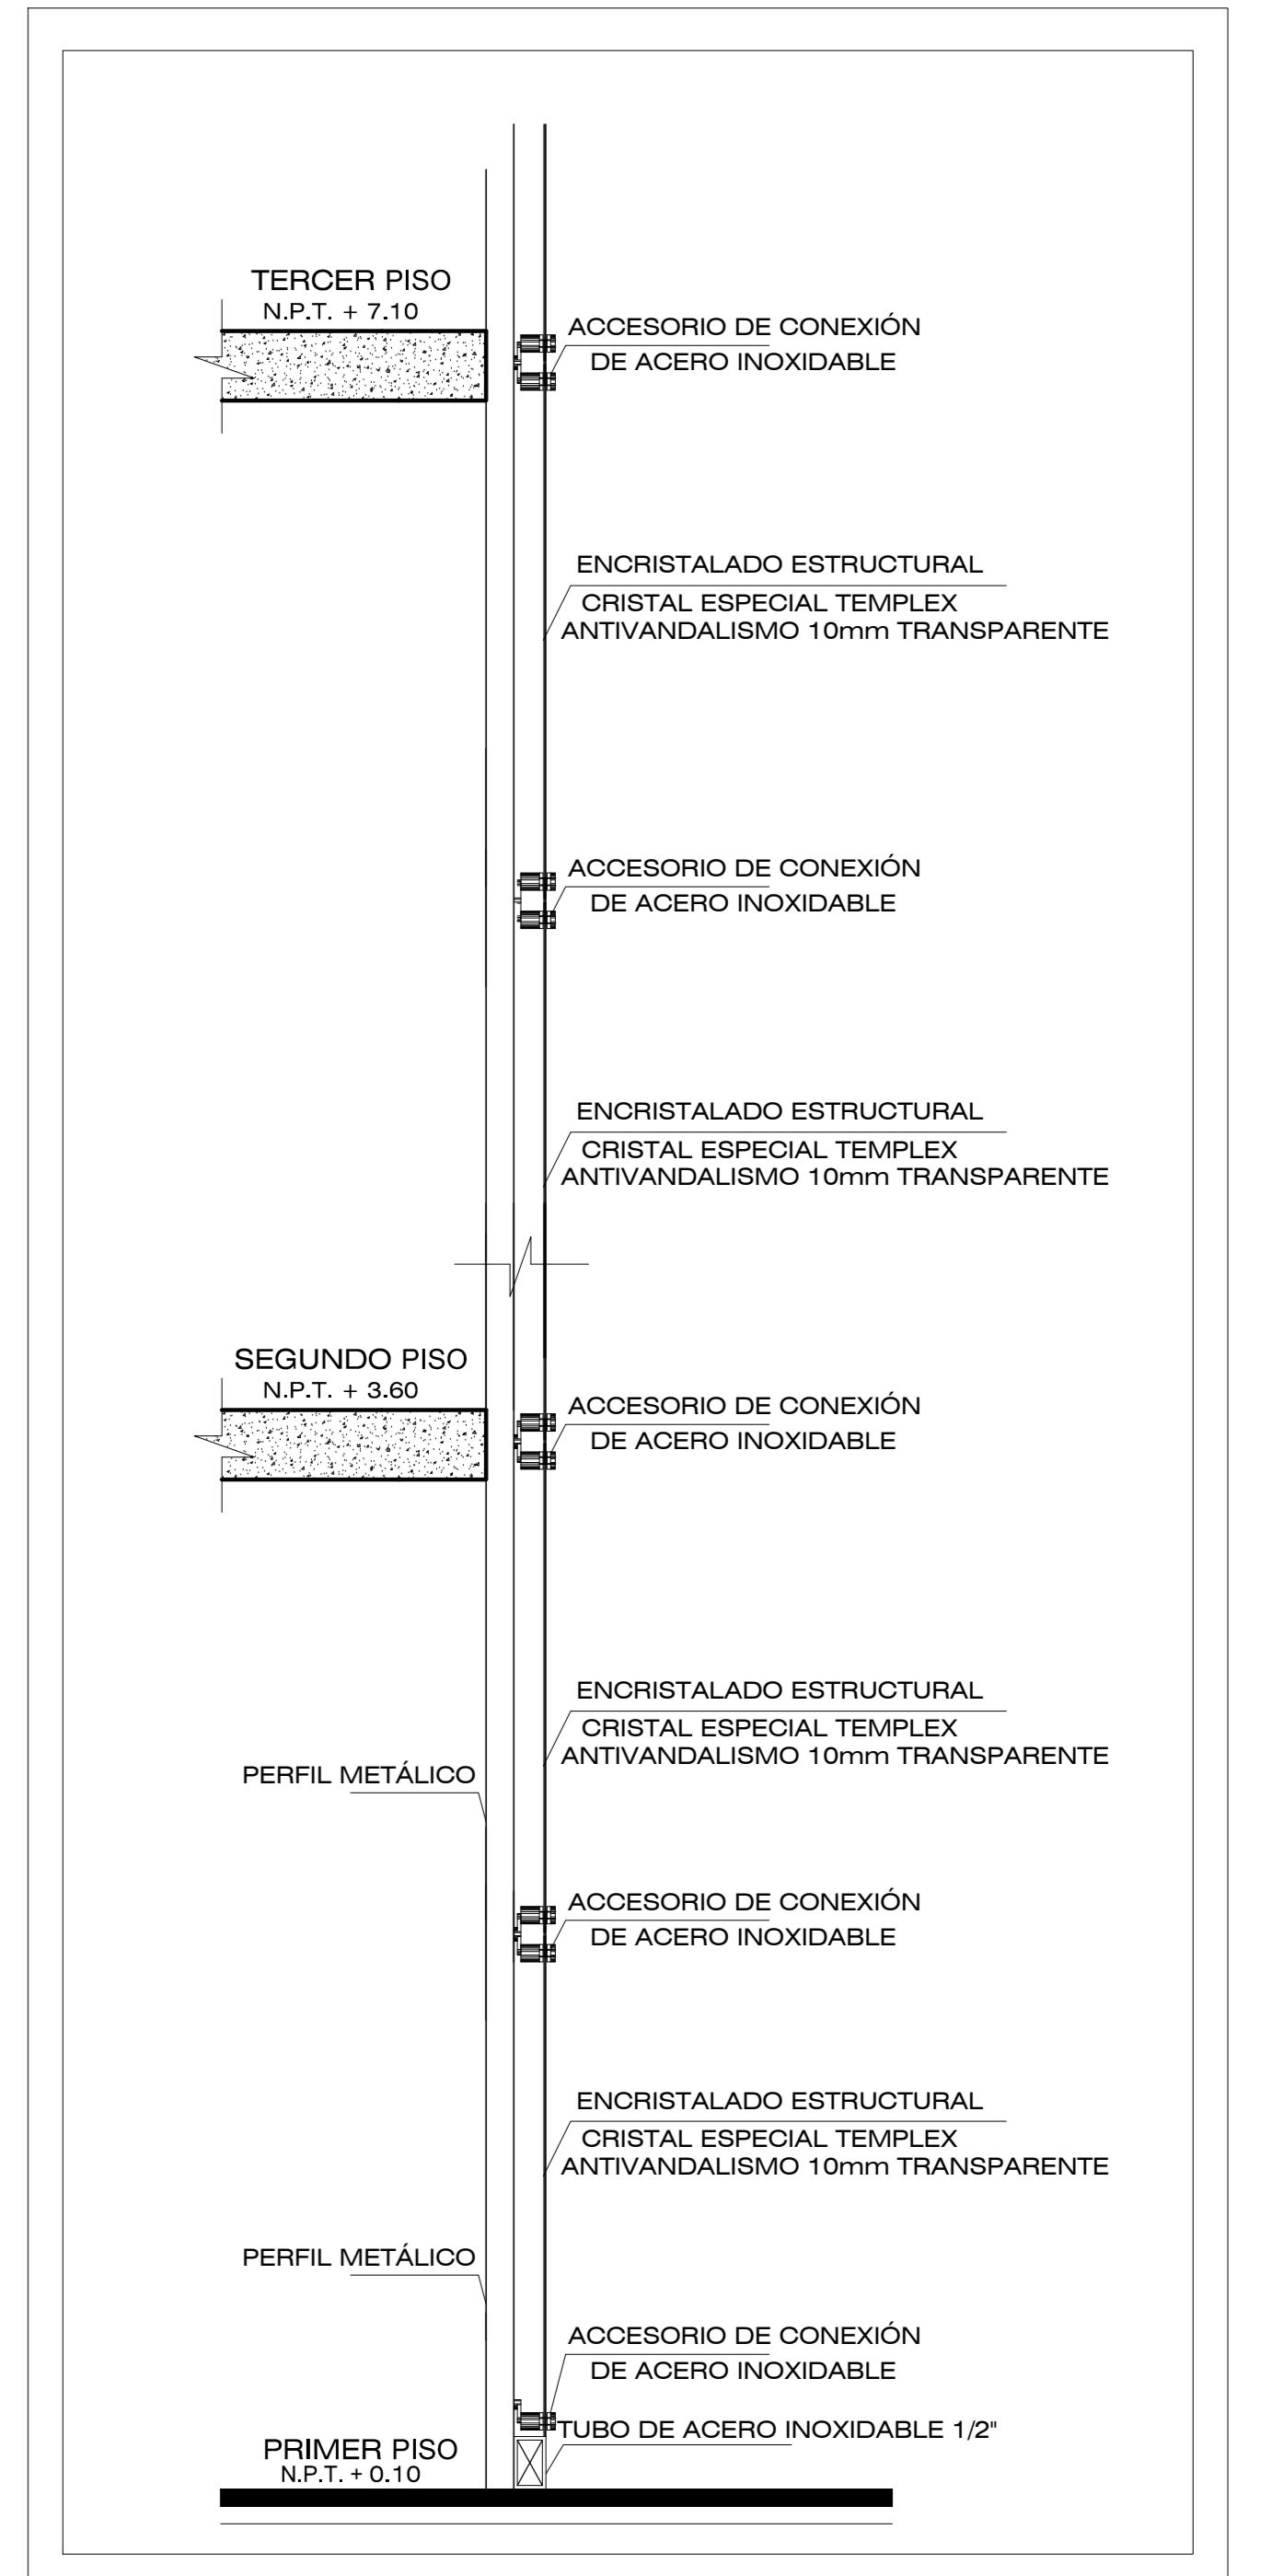 TERCER PISO
N.P.T. + 7.10
ACCESORIO DE CONEXIÓN
DE ACERO INOXIDABLE
ENCRISTALADO ESTRUCTURAL
CRISTAL ESPECIAL TEMPLEX
ANTIVANDALISMO 10mm TRANSPARENTE
ACCESORIO DE CONEXIÓN
DE ACERO INOXIDABLE
ENCRISTALADO ESTRUCTURAL
CRISTAL ESPECIAL TEMPLEX
ANTIVANDALISMO 10mm TRANSPARENTE
SEGUNDO PISO
N.P.T. + 3.60
ACCESORIO DE CONEXIÓN
DE ACERO INOXIDABLE
ENCRISTALADO ESTRUCTURAL
CRISTAL ESPECIAL TEMPLEX
ANTIVANDALISMO 10mm TRANSPARENTE
PERFIL METÁLICO
ACCESORIO DE CONEXIÓN
DE ACERO INOXIDABLE
ENCRISTALADO ESTRUCTURAL
CRISTAL ESPECIAL TEMPLEX
ANTIVANDALISMO 10mm TRANSPARENTE
PERFIL METÁLICO
ACCESORIO DE CONEXIÓN
DE ACERO INOXIDABLE
TUBO DE ACERO INOXIDABLE 1/2"
PRIMER PISO
N.P.T. + 0.10